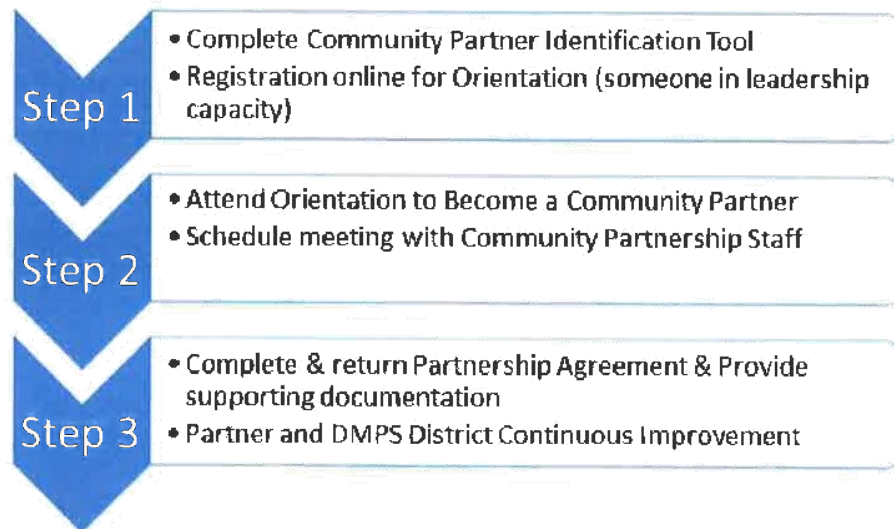 Step 1
• Complete Community Partner Identification Tool
• Registration online for Orientation (someone in leadership
capacity)
Step 2
• Attend Orientation to Become a Community Partner
• Schedule meeting with Community Partnership Staff
Step 3
• Complete & return Partnership Agreement & Provide
supporting documentation
• Partner and DMPS District Continuous Improvement